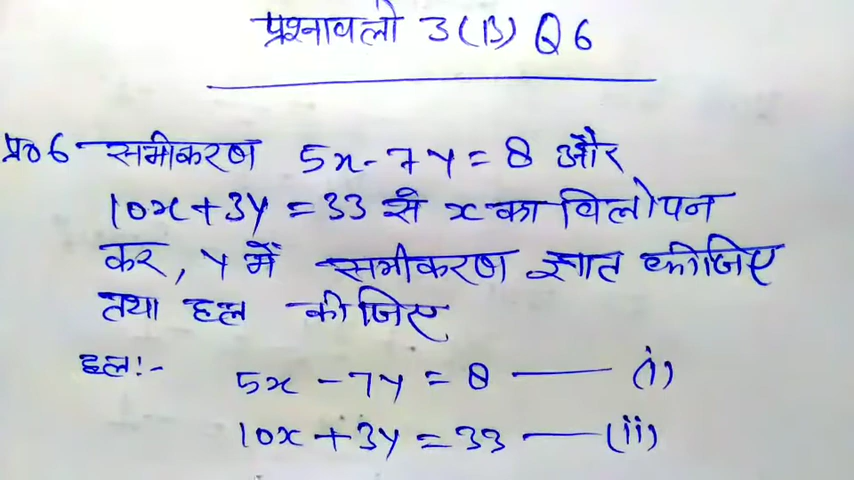 प्रश्नावली 3(B) Q6
प्र०6 समीकरण 5x-7y=8 और
10x+3y=33 से x का विलोपन
कर, y में समीकरण ज्ञात कीजिए
तथा हल कीजिए
हल:- 5x-7y=8 —— (i)
10x+3y=33 —— (ii)